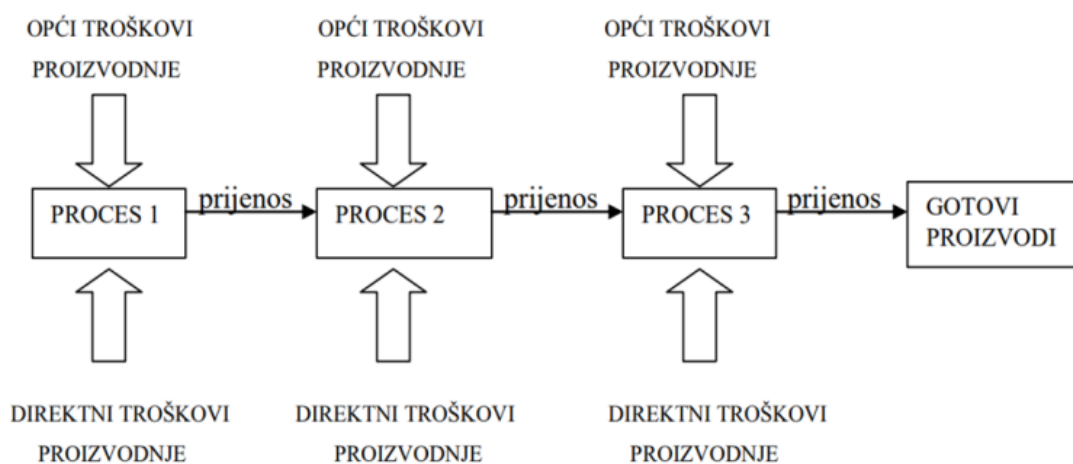 OPĆI TROŠKOVI
PROIZVODNJE
OPĆI TROŠKOVI
PROIZVODNJE
OPĆI TROŠKOVI
PROIZVODNJE
PROCES 1
prijenos
PROCES 2
prijenos
PROCES 3
prijenos
GOTOVI
PROIZVODI
DIREKTNI TROŠKOVI
PROIZVODNJE
DIREKTNI TROŠKOVI
PROIZVODNJE
DIREKTNI TROŠKOVI
PROIZVODNJE